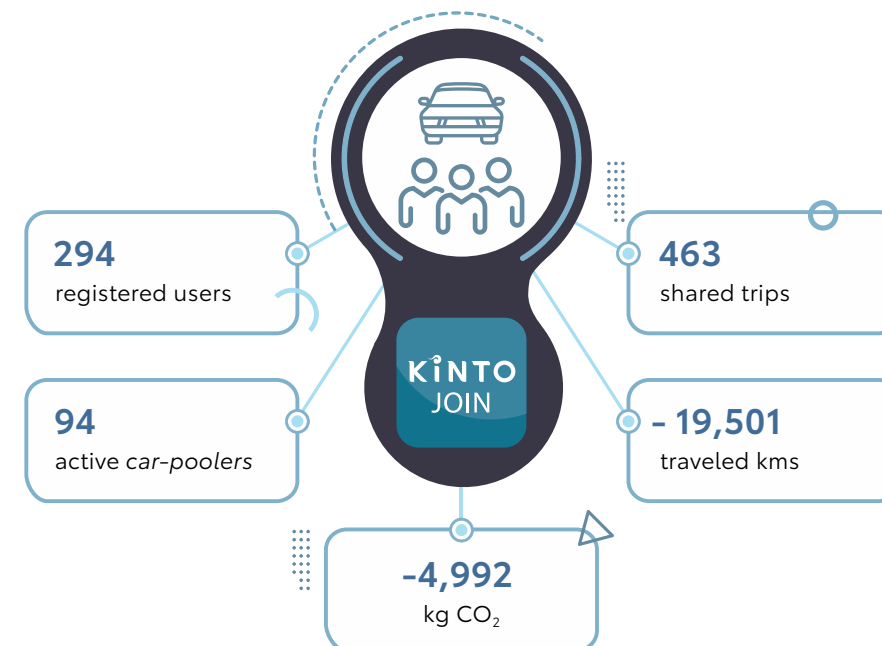 294
registered users
463
shared trips
KiNTO
JOIN
94
active car-poolers
- 19,501
traveled kms
-4,992
kg CO₂